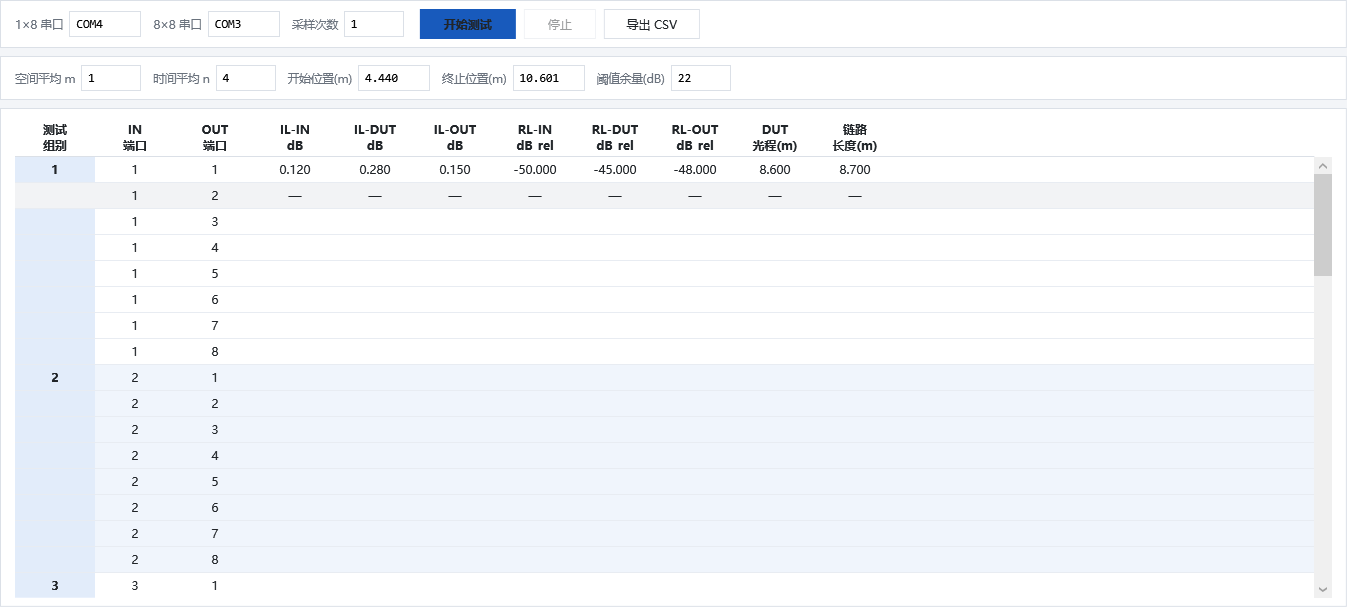 1×8 串口 COM4 8×8 串口 COM3 采样次数 1 开始测试 停止 导出 CSV
空间平均 m 1 时间平均 n 4 开始位置(m) 4.440 终止位置(m) 10.601 阈值余量(dB) 22
测试 IN OUT IL-IN IL-DUT IL-OUT RL-IN RL-DUT RL-OUT DUT 链路
组别 端口 端口 dB dB dB dB rel dB rel dB rel 光程(m) 长度(m)
1 1 1 0.120 0.280 0.150 -50.000 -45.000 -48.000 8.600 8.700
1 2 — — — — — — — —
1 3
1 4
1 5
1 6
1 7
1 8
2 2 1
2 2
2 3
2 4
2 5
2 6
2 7
2 8
3 3 1